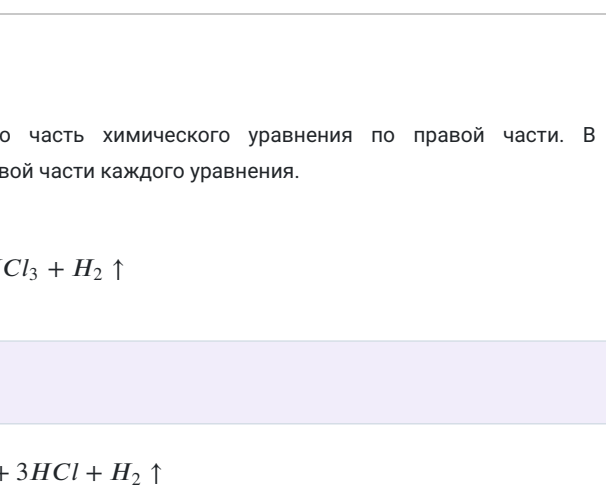 о часть химического уравнения по правой части. В
вой части каждого уравнения.
Cl₃ + H₂ ↑
+ 3HCl + H₂ ↑